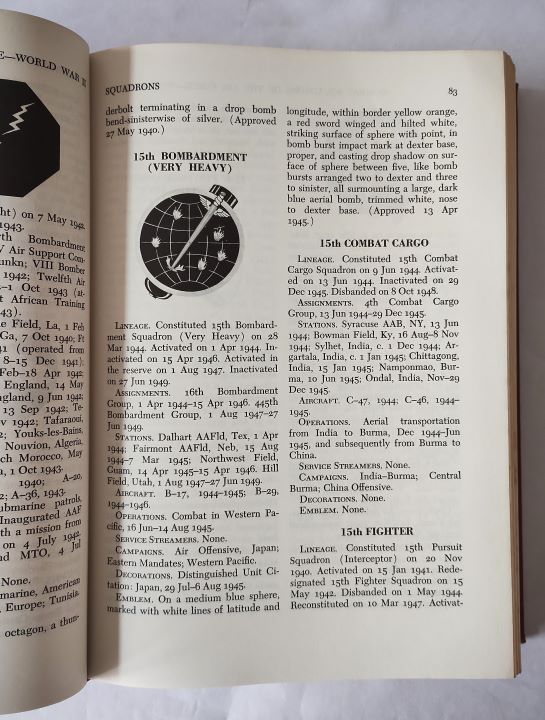 E—WORLD WAR II
ht) on 7 May 1942.
1943.
th Bombardment
V Air Support Com-
unkn; VIII Bomber
1942; Twelfth Air
–1 Oct 1943 (at-
t African Training
43).
e Field, La, 1 Feb
Ga, 7 Oct 1940; Ft
41 (operated from
8–15 Dec 1941);
Feb–18 Apr 1942
England, 14 May
ngland, 9 Jun 1942;
13 Sep 1942; Te-
v 1942; Tafaraoui,
2; Youks-les-Bains,
Nouvion, Algeria,
ch Morocco, May
a, 1 Oct 1943.
1940; A-20,
2; A-36, 1943.
ubmarine patrols.
Inaugurated AAF
with a mission from
on 4 July 1942.
nd MTO, 4 Jul
None.
marine, American
, Europe; Tunisia.
octagon, a thun-
SQUADRONS
83
derbolt terminating in a drop bomb
bend-sinisterwise of silver. (Approved
27 May 1940.)
15th BOMBARDMENT
(VERY HEAVY)
LINEAGE. Constituted 15th Bombard-
ment Squadron (Very Heavy) on 28
Mar 1944. Activated on 1 Apr 1944. In-
activated on 15 Apr 1946. Activated in
the reserve on 1 Aug 1947. Inactivated
on 27 Jun 1949.
ASSIGNMENTS. 16th Bombardment
Group, 1 Apr 1944–15 Apr 1946. 445th
Bombardment Group, 1 Aug 1947–27
Jun 1949.
STATIONS. Dalhart AAFld, Tex, 1 Apr
1944; Fairmont AAFld, Neb, 15 Aug
1944–7 Mar 1945; Northwest Field,
Guam, 14 Apr 1945–15 Apr 1946. Hill
Field, Utah, 1 Aug 1947–27 Jun 1949.
AIRCRAFT. B-17, 1944–1945; B-29,
1944–1946.
OPERATIONS. Combat in Western Pa-
cific, 16 Jun–14 Aug 1945.
SERVICE STREAMERS. None.
CAMPAIGNS. Air Offensive, Japan;
Eastern Mandates; Western Pacific.
DECORATIONS. Distinguished Unit Ci-
tation: Japan, 29 Jul–6 Aug 1945.
EMBLEM. On a medium blue sphere,
marked with white lines of latitude and
longitude, within border yellow orange,
a red sword winged and hilted white,
striking surface of sphere with point, in
bomb burst impact mark at dexter base,
proper, and casting drop shadow on sur-
face of sphere between five, like bomb
bursts arranged two to dexter and three
to sinister, all surmounting a large, dark
blue aerial bomb, trimmed white, nose
to dexter base. (Approved 13 Apr
1945.)
15th COMBAT CARGO
LINEAGE. Constituted 15th Combat
Cargo Squadron on 9 Jun 1944. Activat-
ed on 13 Jun 1944. Inactivated on 29
Dec 1945. Disbanded on 8 Oct 1948.
ASSIGNMENTS. 4th Combat Cargo
Group, 13 Jun 1944–29 Dec 1945.
STATIONS. Syracuse AAB, NY, 13 Jun
1944; Bowman Field, Ky, 16 Aug–8 Nov
1944; Sylhet, India, c. 1 Dec 1944; Ar-
gartala, India, c. 1 Jan 1945; Chittagong,
India, 15 Jan 1945; Namponmao, Bur-
ma, 10 Jun 1945; Ondal, India, Nov–29
Dec 1945.
AIRCRAFT. C-47, 1944; C-46, 1944–
1945.
OPERATIONS. Aerial transportation
from India to Burma, Dec 1944–Jun
1945, and subsequently from Burma to
China.
SERVICE STREAMERS. None.
CAMPAIGNS. India–Burma; Central
Burma; China Offensive.
DECORATIONS. None.
EMBLEM. None.
15th FIGHTER
LINEAGE. Constituted 15th Pursuit
Squadron (Interceptor) on 20 Nov
1940. Activated on 15 Jan 1941. Rede-
signated 15th Fighter Squadron on 15
May 1942. Disbanded on 1 May 1944.
Reconstituted on 10 Mar 1947. Activat-